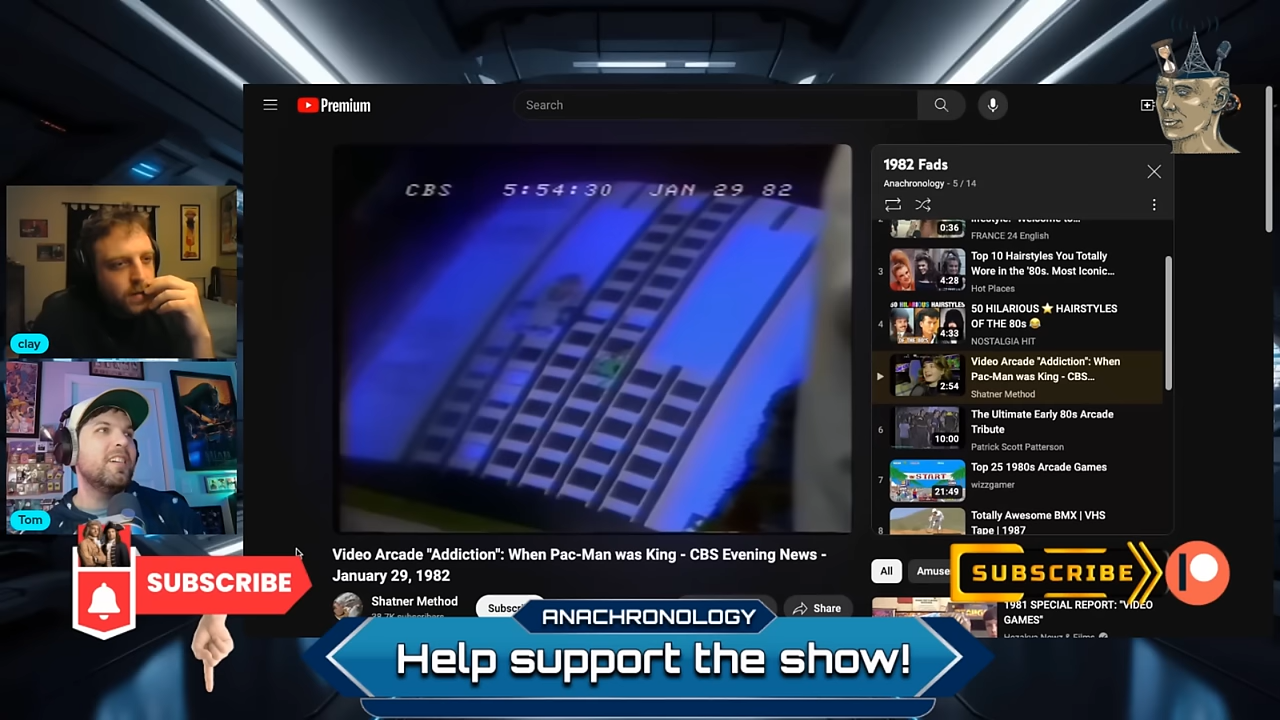 Premium
Search
CBS 5:54:30 JAN 29 82
1982 Fads
Anachronology - 5 / 14
0:36
FRANCE 24 English
3
Top 10 Hairstyles You Totally
Wore in the '80s. Most Iconic...
4:28
Hot Places
4
50 HILARIOUS HAIRSTYLES
50 HILARIOUS ⭐ HAIRSTYLES
OF THE 80s 😂
4:33
NOSTALGIA HIT
Video Arcade "Addiction": When
Pac-Man was King - CBS...
2:54
Shatner Method
6
The Ultimate Early 80s Arcade
Tribute
10:00
Patrick Scott Patterson
7
Top 25 1980s Arcade Games
START
21:49
wizzgamer
8
Totally Awesome BMX | VHS
Tape | 1987
clay
Tom
Video Arcade "Addiction": When Pac-Man was King - CBS Evening News -
January 29, 1982
Shatner Method
Share
All
1981 SPECIAL REPORT: "VIDEO
GAMES"
SUBSCRIBE
SUBSCRIBE
ANACHRONOLOGY
Help support the show!